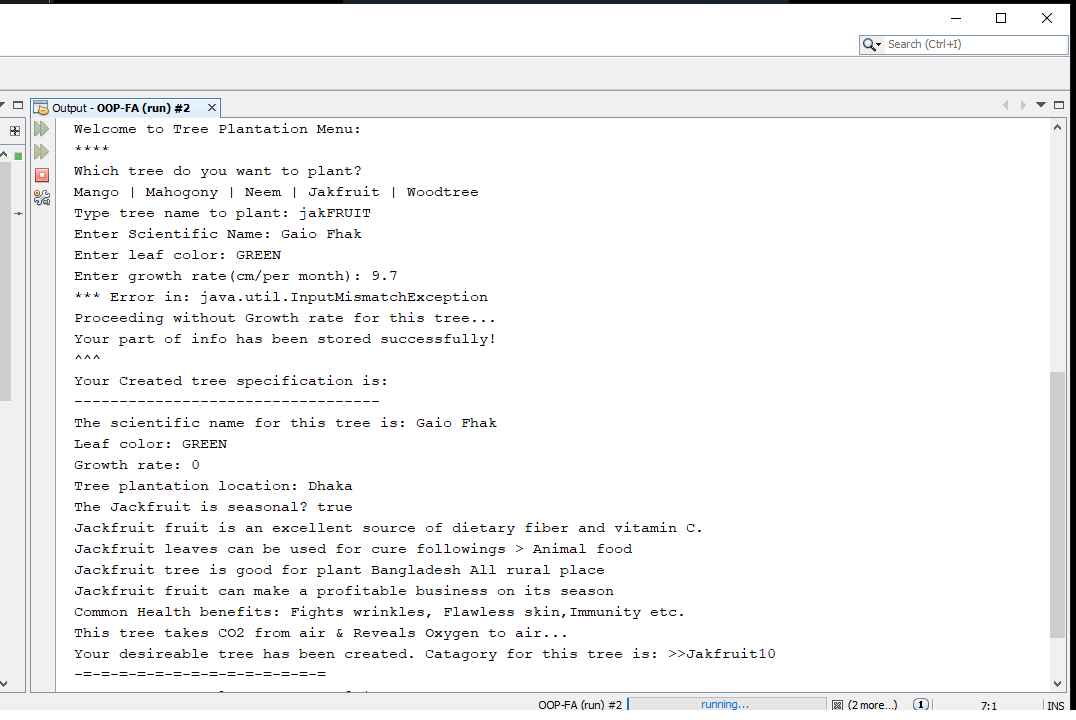 Search (Ctrl+I)
Output - OOP-FA (run) #2
Welcome to Tree Plantation Menu:
****
Which tree do you want to plant?
Mango | Mahogony | Neem | Jakfruit | Woodtree
Type tree name to plant: jakFRUIT
Enter Scientific Name: Gaio Fhak
Enter leaf color: GREEN
Enter growth rate(cm/per month): 9.7
*** Error in: java.util.InputMismatchException
Proceeding without Growth rate for this tree...
Your part of info has been stored successfully!
^^^
Your Created tree specification is:
----------------------------------
The scientific name for this tree is: Gaio Fhak
Leaf color: GREEN
Growth rate: 0
Tree plantation location: Dhaka
The Jackfruit is seasonal? true
Jackfruit fruit is an excellent source of dietary fiber and vitamin C.
Jackfruit leaves can be used for cure followings > Animal food
Jackfruit tree is good for plant Bangladesh All rural place
Jackfruit fruit can make a profitable business on its season
Common Health benefits: Fights wrinkles, Flawless skin,Immunity etc.
This tree takes CO2 from air & Reveals Oxygen to air...
Your desireable tree has been created. Catagory for this tree is: >>Jakfruit10
-=-=-=-=-=-=-=-=-=-=-=-=-=-=
OOP-FA (run) #2 running... (2 more...) 1 7:1 INS